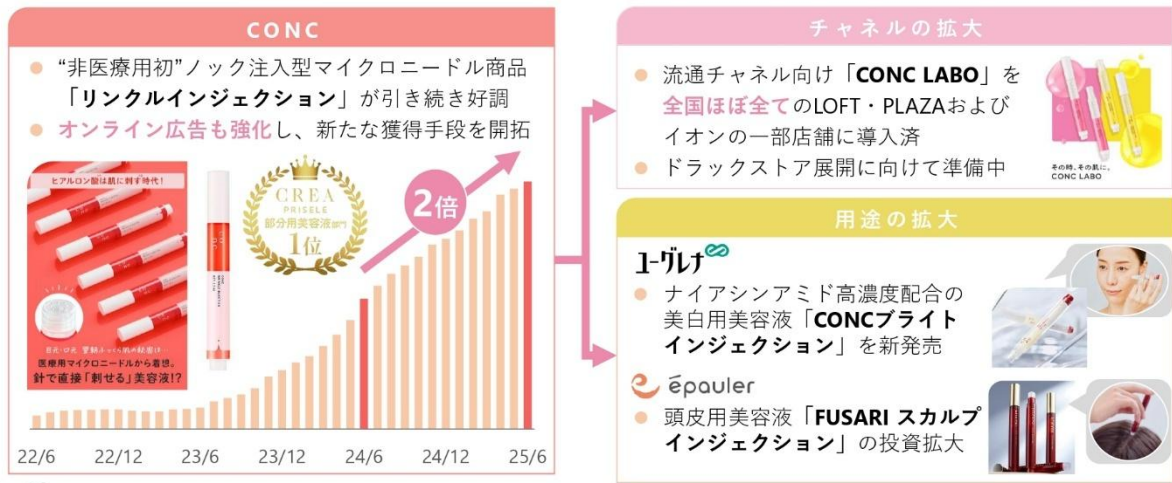 CONC
“非医療用初”ノック注入型マイクロニードル商品
「リンクルインジェクション」が引き続き好調
オンライン広告も強化し、新たな獲得手段を開拓
ヒアルロン酸は肌に刺す時代！
医療用マイクロニードルから着想。
針で直接「刺せる」美容液!?
CREA
PRISELE
部分用美容液部門
1位
2倍
22/6
22/12
23/6
23/12
24/6
24/12
25/6
チャネルの拡大
流通チャネル向け「CONC LABO」を
全国ほぼ全てのLOFT・PLAZAおよび
イオンの一部店舗に導入済
ドラックストア展開に向けて準備中
その時、その肌に。
CONC LABO
用途の拡大
ユーグレナ
ナイアシンアミド高濃度配合の
美白用美容液「CONCブライト
インジェクション」を新発売
épauler
頭皮用美容液「FUSARI スカルプ
インジェクション」の投資拡大